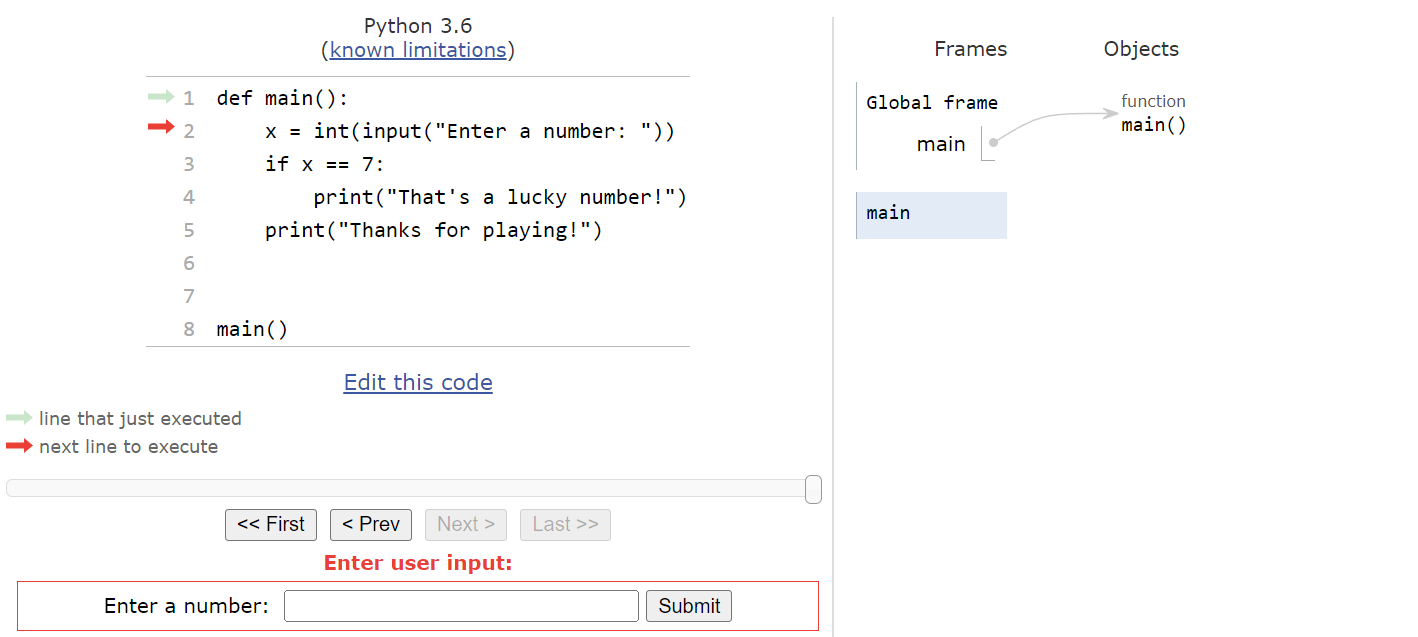 Python 3.6
(known limitations)
1 def main():
2     x = int(input("Enter a number: "))
3     if x == 7:
4         print("That's a lucky number!")
5     print("Thanks for playing!")
6
7
8 main()
Edit this code
line that just executed
next line to execute
<< First < Prev Next > Last >>
Enter user input:
Enter a number: Submit
Frames Objects
Global frame
main
function
main()
main